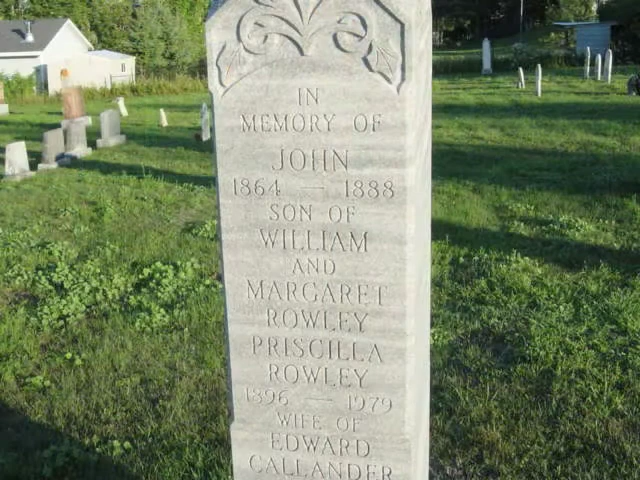 IN
MEMORY OF
JOHN
1864 — 1888
SON OF
WILLIAM
AND
MARGARET
ROWLEY
PRISCILLA
ROWLEY
1896 — 1979
WIFE OF
EDWARD
CALLANDER